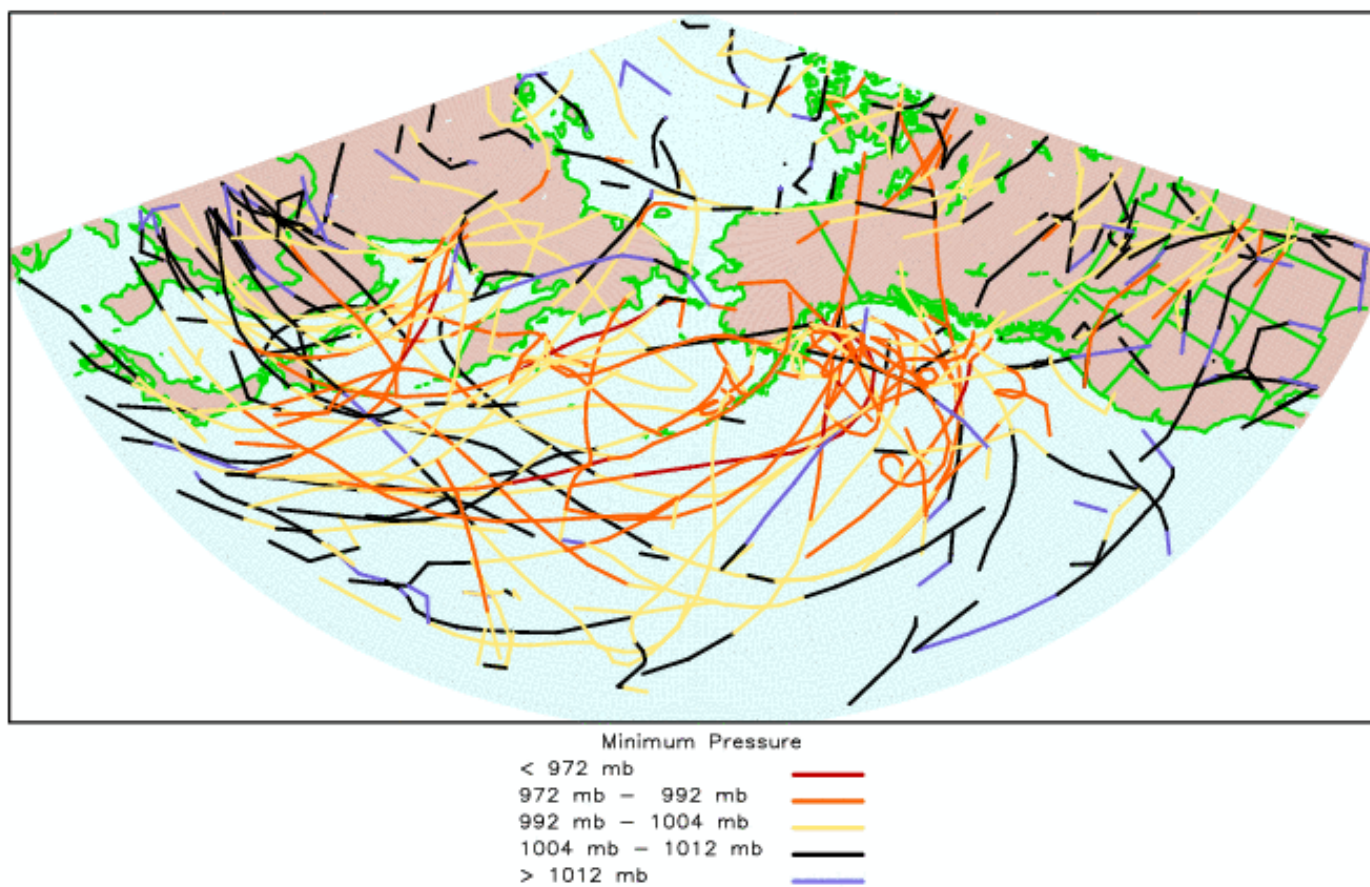 Minimum Pressure
< 972 mb
972 mb - 992 mb
992 mb - 1004 mb
1004 mb - 1012 mb
> 1012 mb